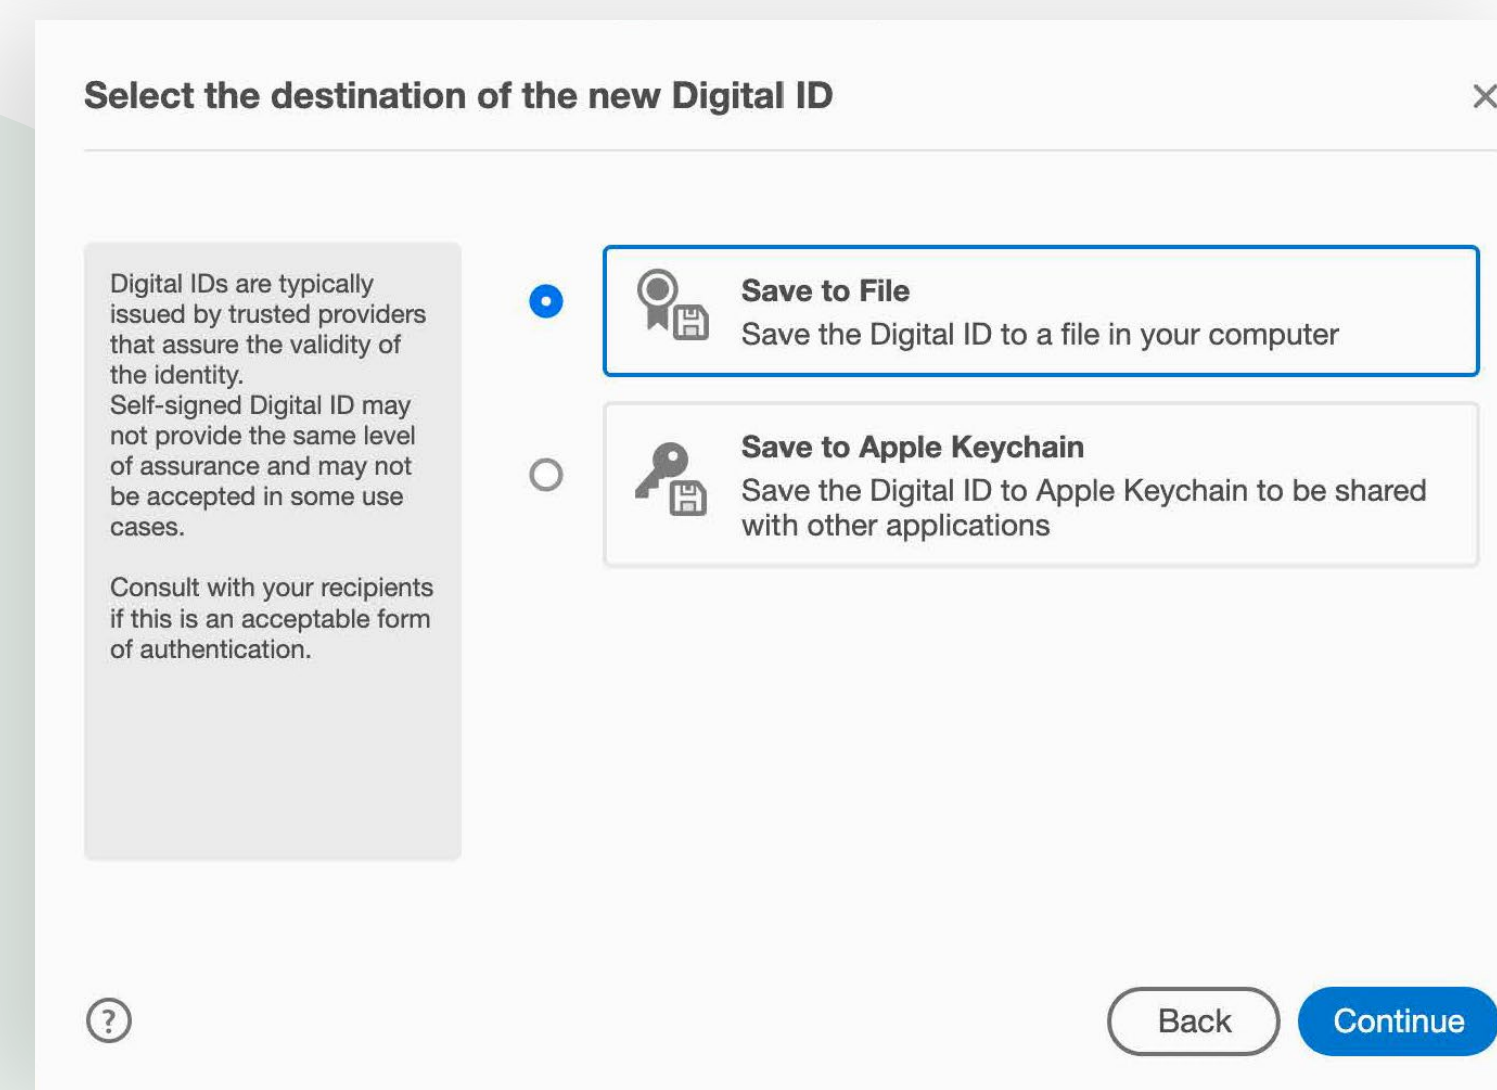 Select the destination of the new Digital ID
Digital IDs are typically
issued by trusted providers
that assure the validity of
the identity.
Self-signed Digital ID may
not provide the same level
of assurance and may not
be accepted in some use
cases.
Consult with your recipients
if this is an acceptable form
of authentication.
Save to File
Save the Digital ID to a file in your computer
Save to Apple Keychain
Save the Digital ID to Apple Keychain to be shared
with other applications
?
Back
Continue